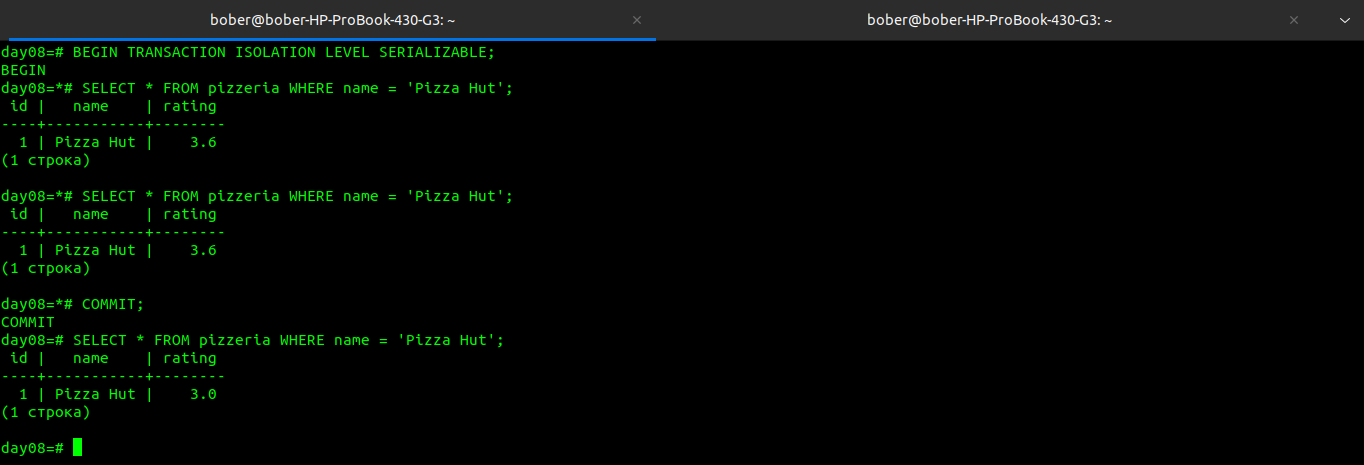 bober@bober-HP-ProBook-430-G3: ~ × bober@bober-HP-ProBook-430-G3: ~ ×
day08=# BEGIN TRANSACTION ISOLATION LEVEL SERIALIZABLE;
BEGIN
day08=*# SELECT * FROM pizzeria WHERE name = 'Pizza Hut';
 id |   name    | rating
----+-----------+--------
  1 | Pizza Hut |    3.6
(1 строка)

day08=*# SELECT * FROM pizzeria WHERE name = 'Pizza Hut';
 id |   name    | rating
----+-----------+--------
  1 | Pizza Hut |    3.6
(1 строка)

day08=*# COMMIT;
COMMIT
day08=# SELECT * FROM pizzeria WHERE name = 'Pizza Hut';
 id |   name    | rating
----+-----------+--------
  1 | Pizza Hut |    3.0
(1 строка)

day08=#